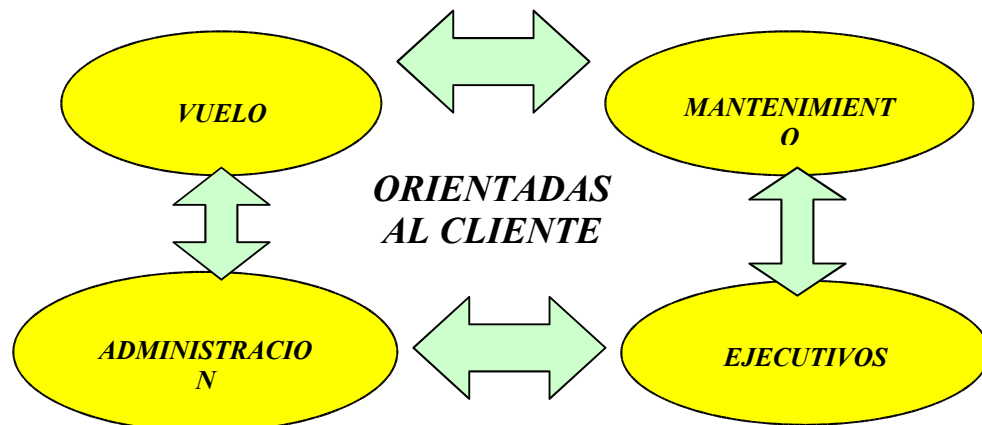 VUELO
MANTENIMIENT
O
ORIENTADAS
AL CLIENTE
ADMINISTRACIO
N
EJECUTIVOS